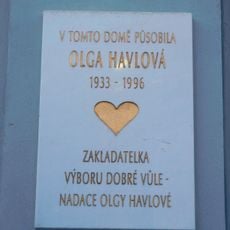 V TOMTO DOMĚ PŮSOBILA
OLGA HAVLOVÁ
1933 - 1996
ZAKLADATELKA
VÝBORU DOBRÉ VŮLE -
NADACE OLGY HAVLOVÉ